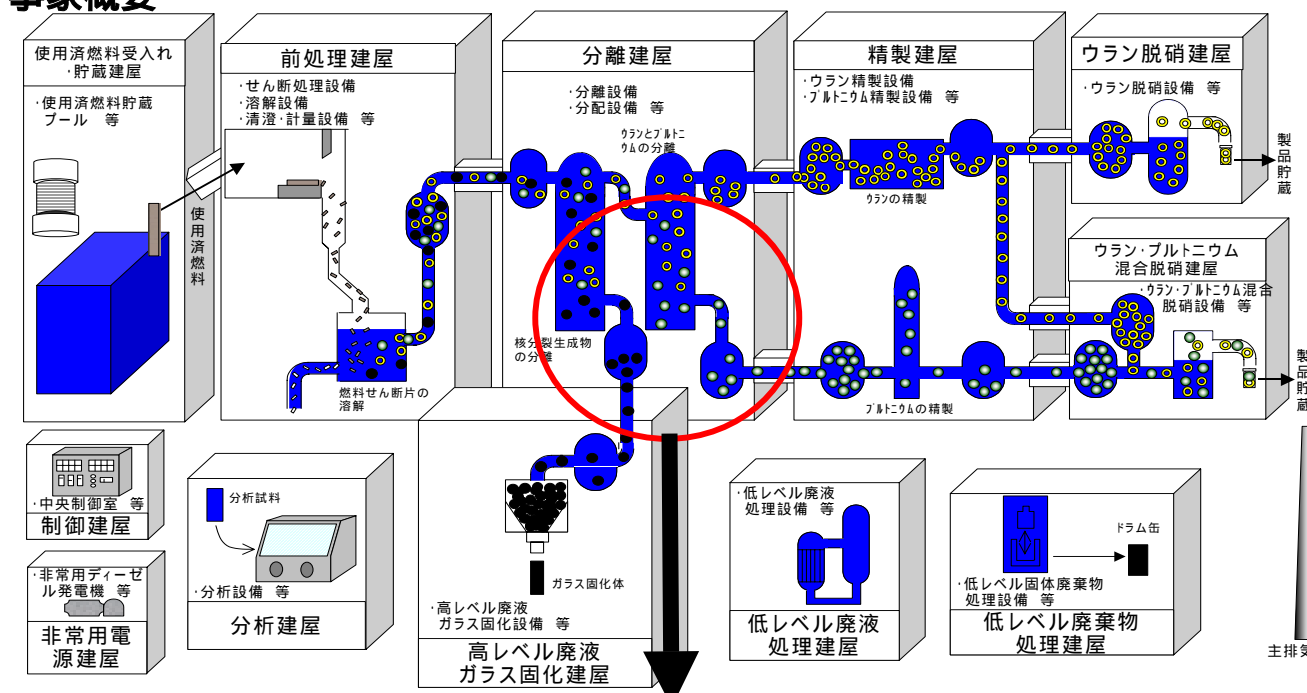 事象概要
使用済燃料受入れ
・貯蔵建屋
・使用済燃料貯蔵
プール 等
使用済燃料
前処理建屋
・せん断処理設備
・溶解設備
・清澄・計量設備 等
燃料せん断片の
溶解
分離建屋
・分離設備
・分配設備 等
ウランとプルトニ
ウムの分離
核分裂生成物
の分離
精製建屋
・ウラン精製設備
・プルトニウム精製設備 等
ウランの精製
プルトニウムの精製
ウラン脱硝建屋
・ウラン脱硝設備 等
製品貯蔵
ウラン・プルトニウム
混合脱硝建屋
・ウラン・プルトニウム混合
脱硝設備 等
製品貯蔵
・中央制御室 等
制御建屋
・非常用ディーゼ
ル発電機 等
非常用電
源建屋
分析試料
・分析設備 等
分析建屋
ガラス固化体
・高レベル廃液
ガラス固化設備 等
高レベル廃液
ガラス固化建屋
・低レベル廃液
処理設備 等
低レベル廃液
処理建屋
ドラム缶
・低レベル固体廃棄物
処理設備 等
低レベル廃棄物
処理建屋
主排気